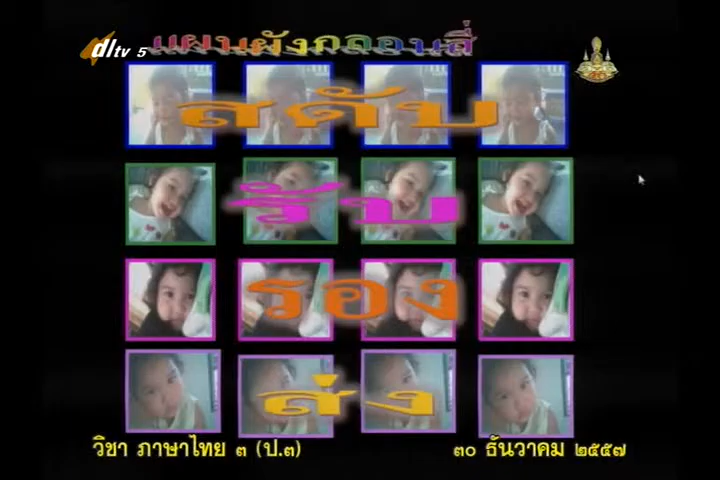 dltv 5
แผนผังกลอนสี่
สดับ
รับ
รอง
ส่ง
วิชา ภาษาไทย ๓ (ป.๓)
๓๐ ธันวาคม ๒๕๕๗